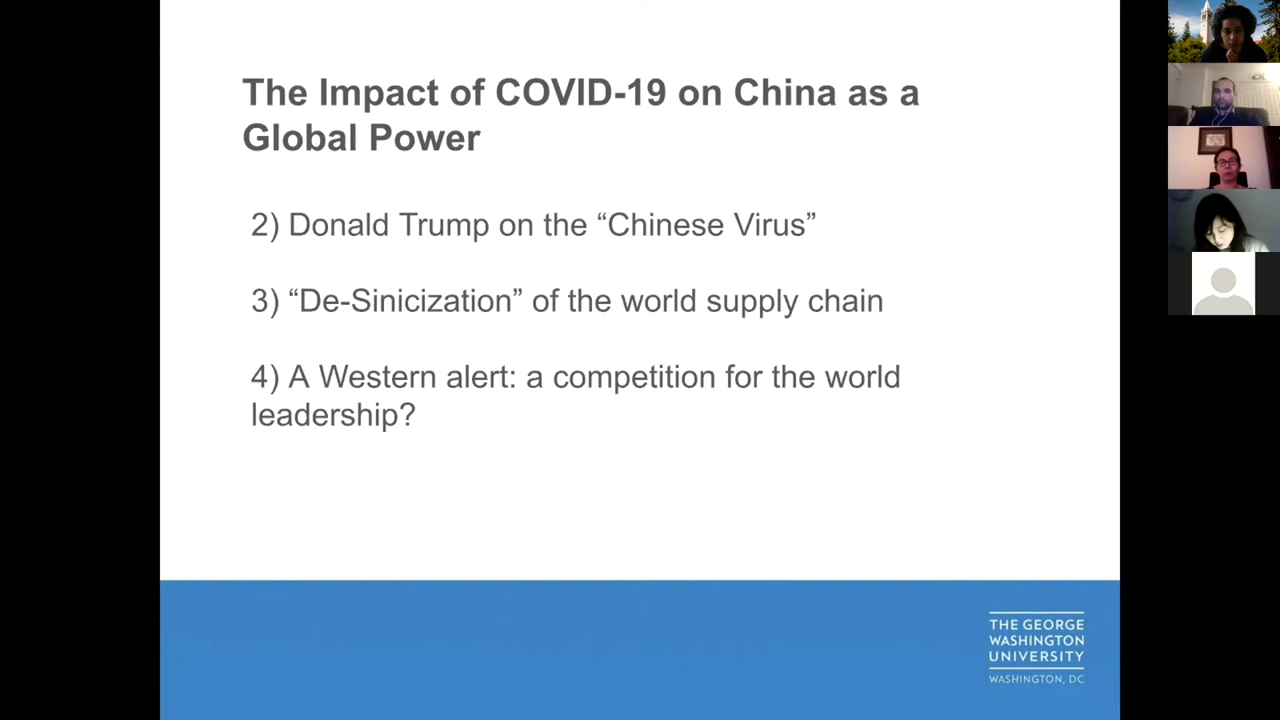 The Impact of COVID-19 on China as a
Global Power
2) Donald Trump on the “Chinese Virus”
3) “De-Sinicization” of the world supply chain
4) A Western alert: a competition for the world
leadership?
THE GEORGE
WASHINGTON
UNIVERSITY
WASHINGTON, DC